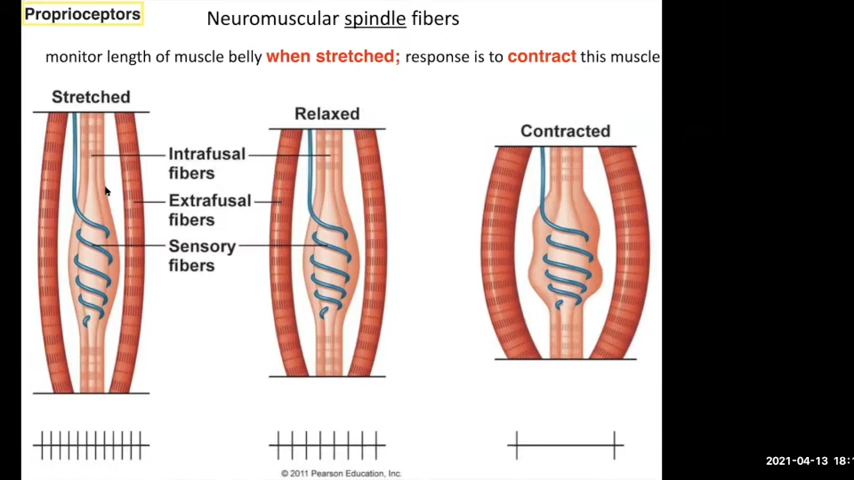 Proprioceptors
Neuromuscular spindle fibers
monitor length of muscle belly when stretched; response is to contract this muscle
Stretched
Relaxed
Contracted
Intrafusal
fibers
Extrafusal
fibers
Sensory
fibers
© 2011 Pearson Education, Inc.
2021-04-13 18:1